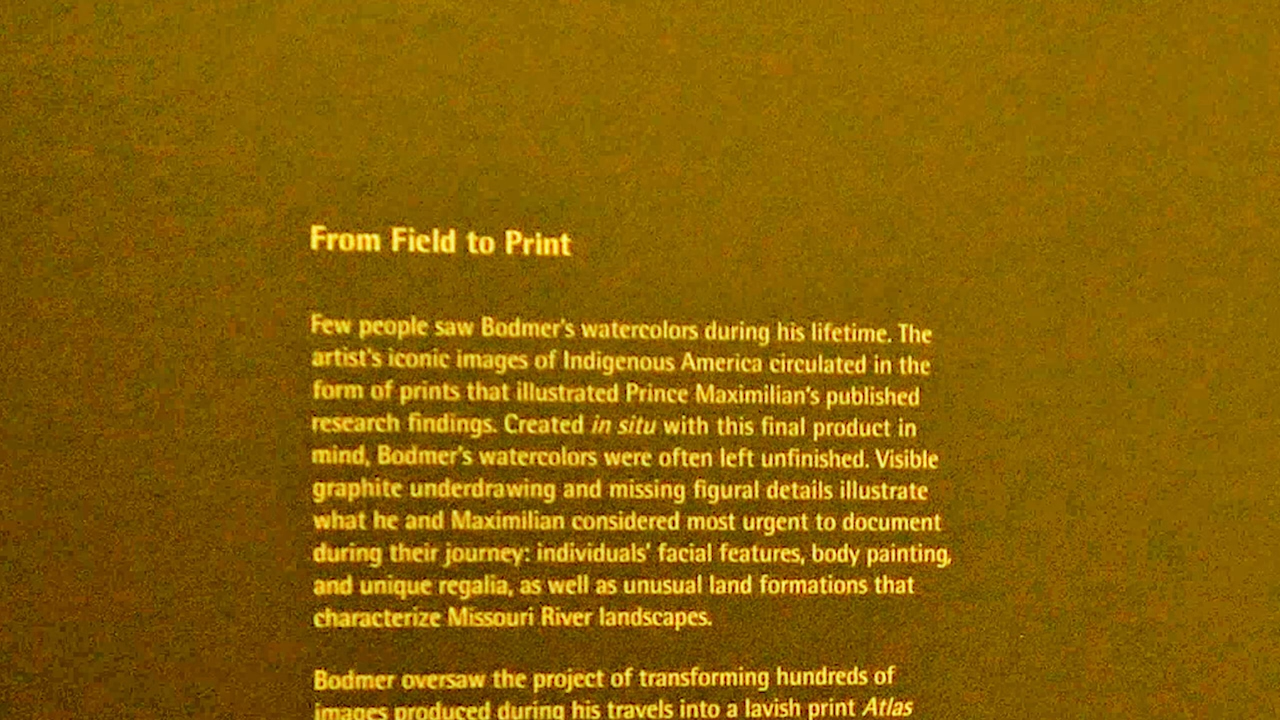 From Field to Print
Few people saw Bodmer's watercolors during his lifetime. The
artist's iconic images of Indigenous America circulated in the
form of prints that illustrated Prince Maximilian's published
research findings. Created in situ with this final product in
mind, Bodmer's watercolors were often left unfinished. Visible
graphite underdrawing and missing figural details illustrate
what he and Maximilian considered most urgent to document
during their journey: individuals' facial features, body painting,
and unique regalia, as well as unusual land formations that
characterize Missouri River landscapes.
Bodmer oversaw the project of transforming hundreds of
images produced during his travels into a lavish print Atlas